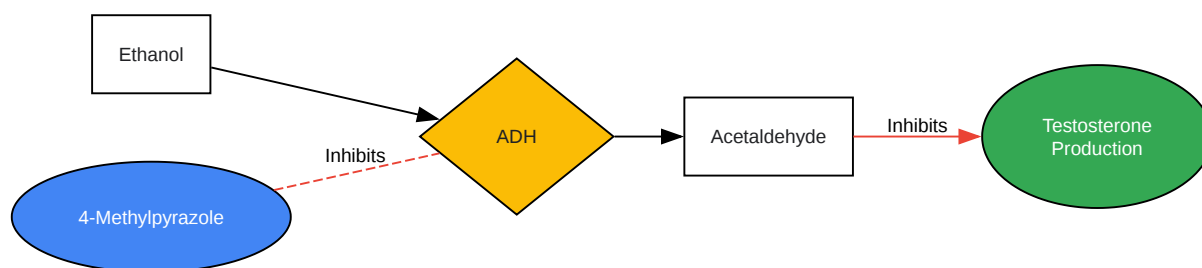 Ethanol
ADH
Inhibits
4-Methylpyrazole
Acetaldehyde
Inhibits
Testosterone
Production